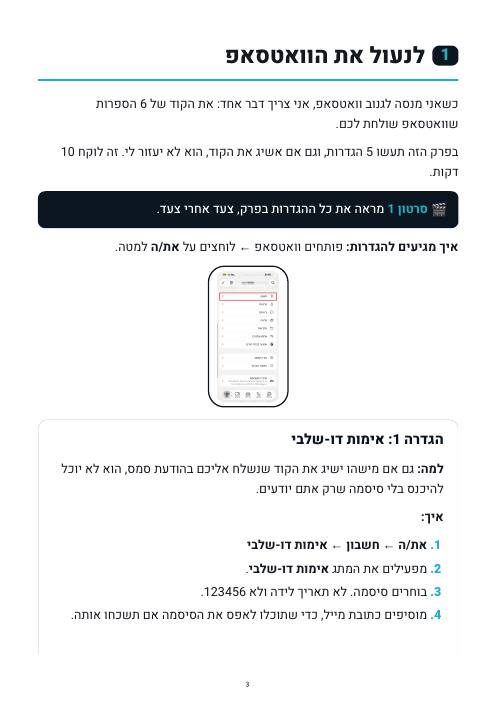 1 לנעול את הוואטסאפ
כשאני מנסה לגנוב וואטסאפ, אני צריך דבר אחד: את הקוד של 6 הספרות
שוואטסאפ שולחת לכם.
בפרק הזה תעשו 5 הגדרות, וגם אם אשיג את הקוד, הוא לא יעזור לי. זה לוקח 10
דקות.
🎬 סרטון 1 מראה את כל ההגדרות בפרק, צעד אחרי צעד.
איך מגיעים להגדרות: פותחים וואטסאפ ← לוחצים על את/ה למטה.
הגדרה 1: אימות דו-שלבי
למה: גם אם מישהו ישיג את הקוד שנשלח אליכם בהודעת סמס, הוא לא יוכל
להיכנס בלי סיסמה שרק אתם יודעים.
איך:
1. את/ה ← חשבון ← אימות דו-שלבי
2. מפעילים את המתג אימות דו-שלבי.
3. בוחרים סיסמה. לא תאריך לידה ולא 123456.
4. מוסיפים כתובת מייל, כדי שתוכלו לאפס את הסיסמה אם תשכחו אותה.
3